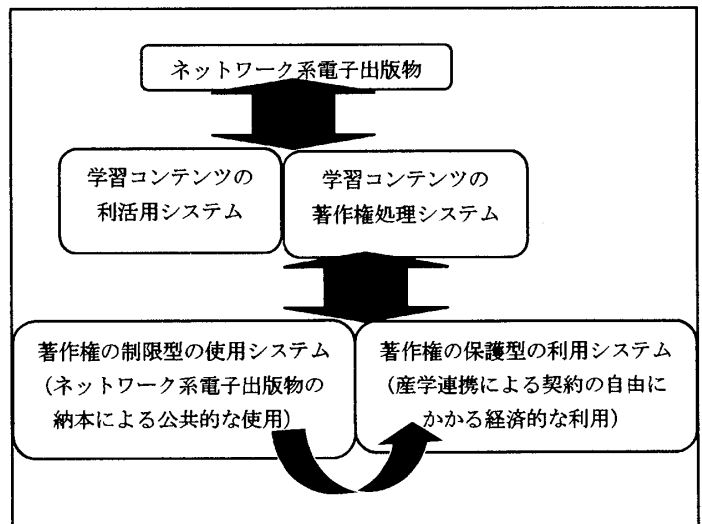 ネットワーク系電子出版物
学習コンテンツの
利活用システム
学習コンテンツの
著作権処理システム
著作権の制限型の使用システム
(ネットワーク系電子出版物の
納本による公共的な使用)
著作権の保護型の利用システム
(産学連携による契約の自由に
かかる経済的な利用)